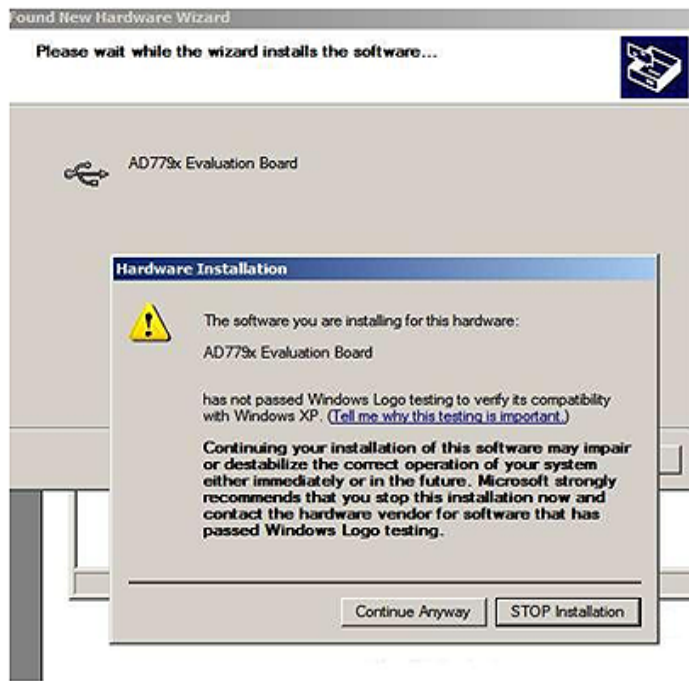 Found New Hardware Wizard
Please wait while the wizard installs the software...
AD779x Evaluation Board
Hardware Installation
The software you are installing for this hardware:
AD779x Evaluation Board
has not passed Windows Logo testing to verify its compatibility
with Windows XP. (Tell me why this testing is important.)
Continuing your installation of this software may impair
or destabilize the correct operation of your system
either immediately or in the future. Microsoft strongly
recommends that you stop this installation now and
contact the hardware vendor for software that has
passed Windows Logo testing.
Continue Anyway
STOP Installation